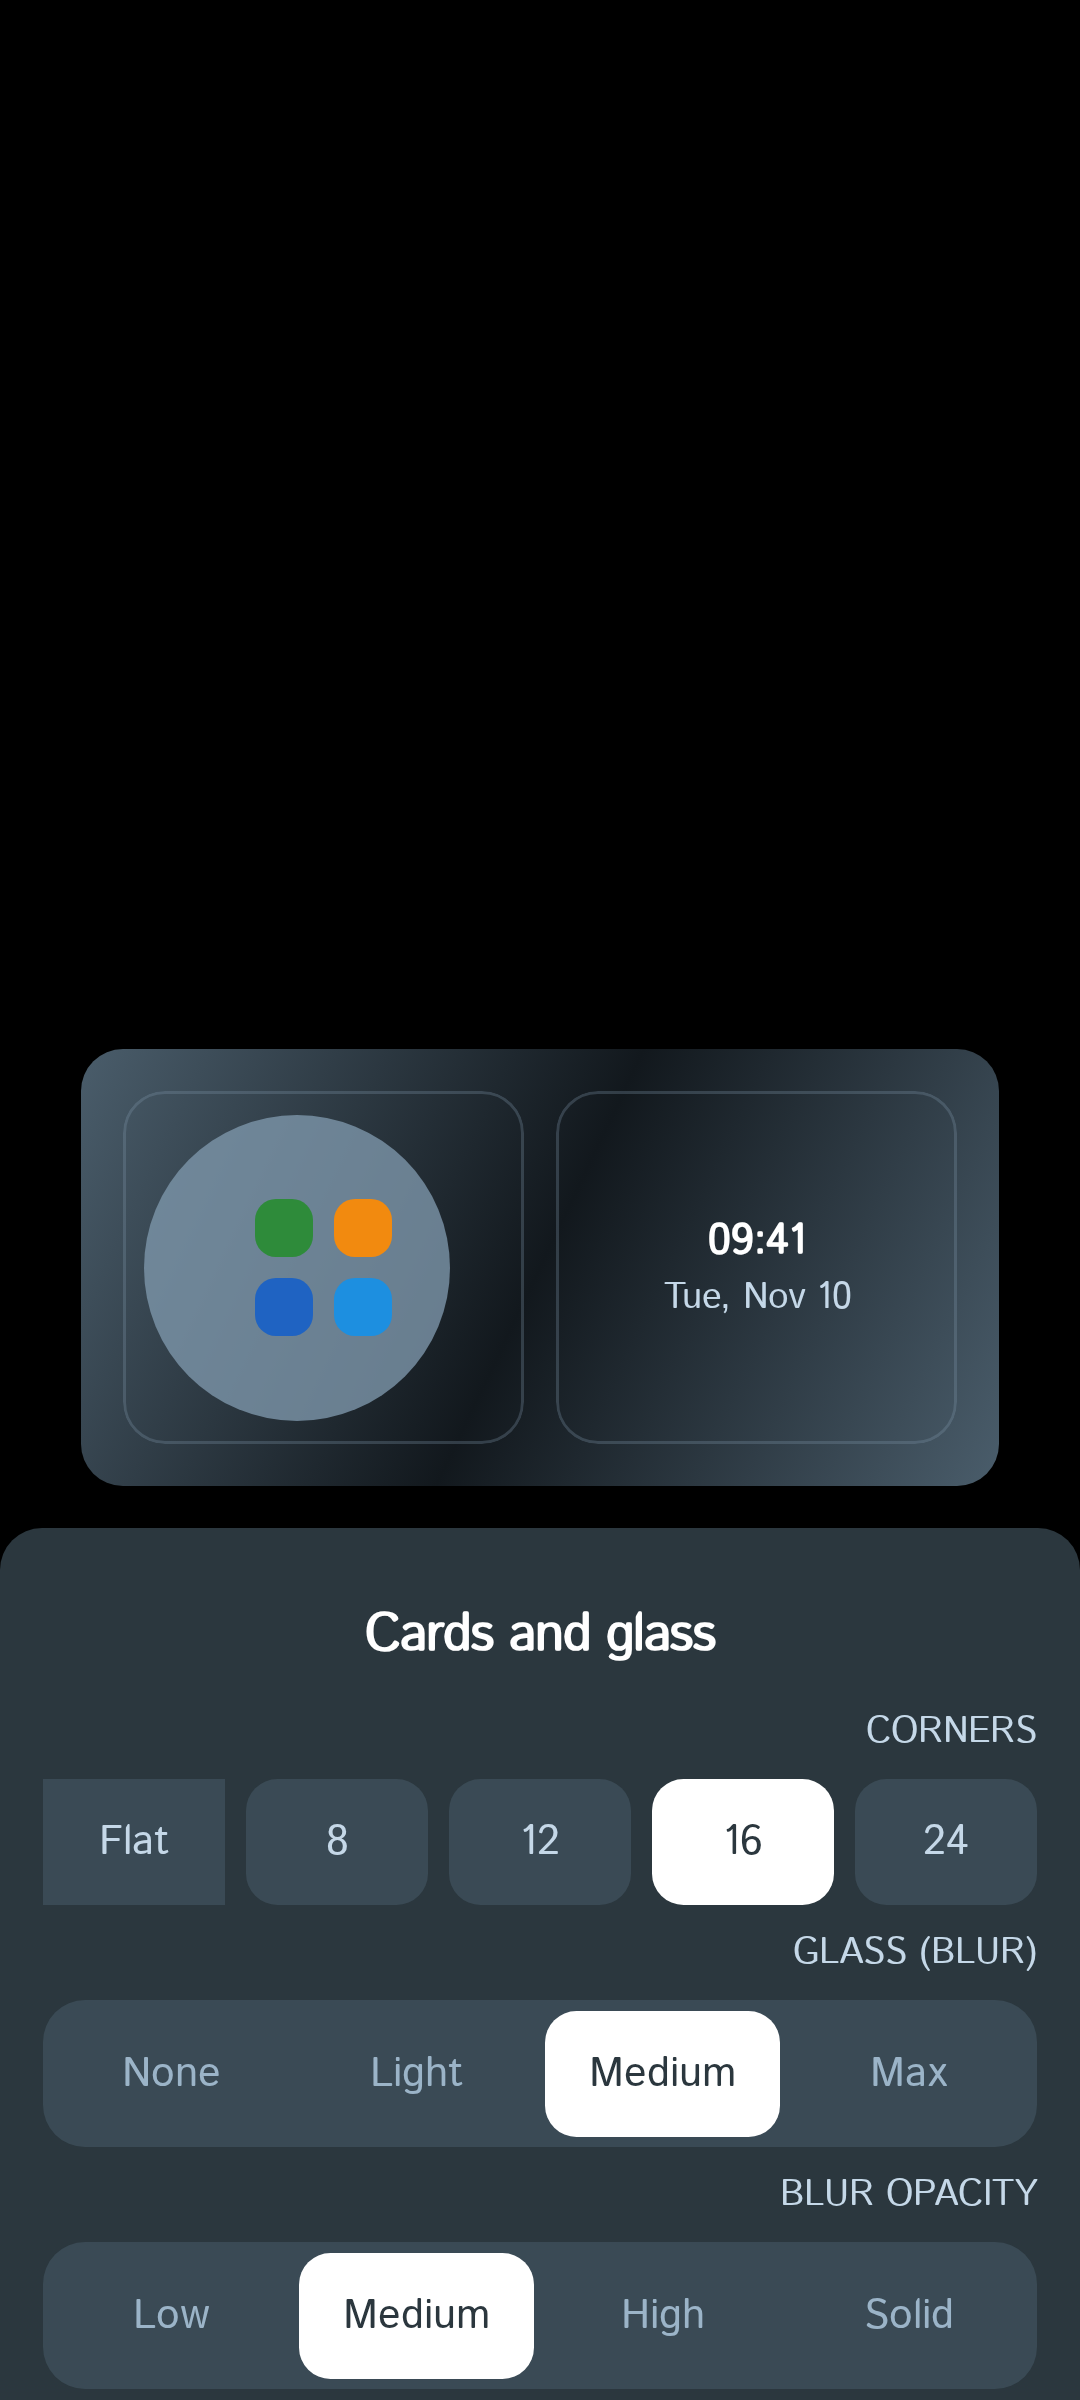 09:41
Tue, Nov 10
Cards and glass
CORNERS
Flat 8 12 16 24
GLASS (BLUR)
None Light Medium Max
BLUR OPACITY
Low Medium High Solid